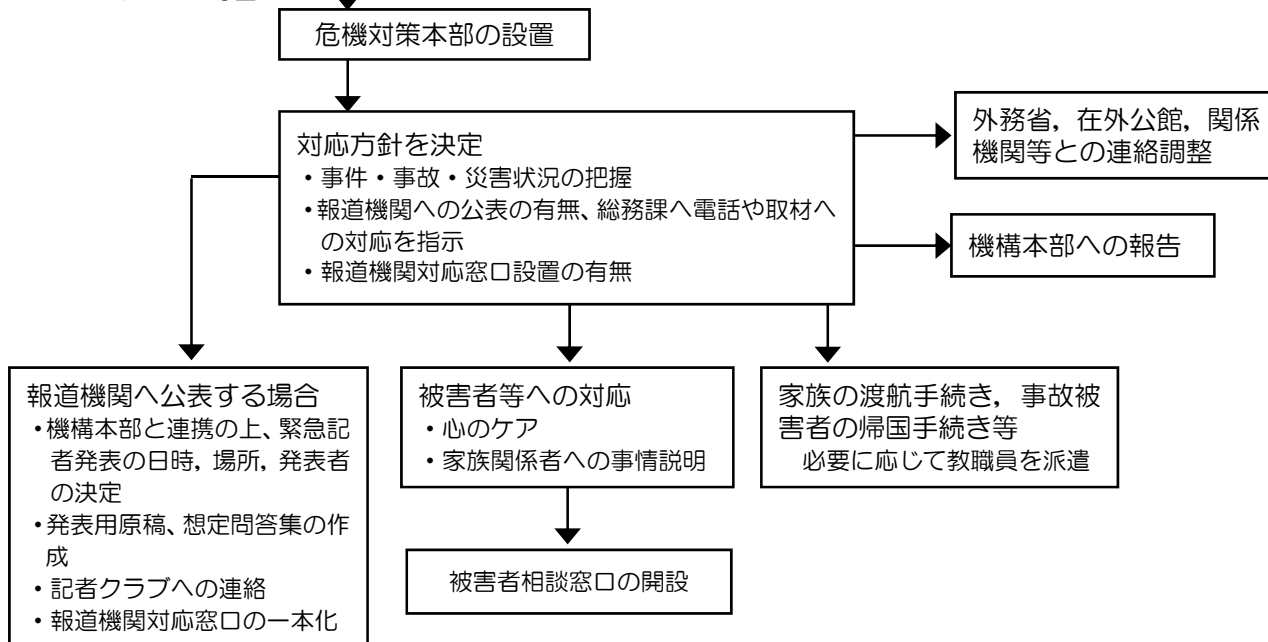 危機対策本部の設置
対応方針を決定
・事件・事故・災害状況の把握
・報道機関への公表の有無、総務課へ電話や取材へ
の対応を指示
・報道機関対応窓口設置の有無
外務省，在外公館，関係
機関等との連絡調整
機構本部への報告
報道機関へ公表する場合
・機構本部と連携の上、緊急記
者発表の日時，場所，発表者
の決定
・発表用原稿、想定問答集の作
成
・記者クラブへの連絡
・報道機関対応窓口の一本化
被害者等への対応
・心のケア
・家族関係者への事情説明
被害者相談窓口の開設
家族の渡航手続き，事故被
害者の帰国手続き等
必要に応じて教職員を派遣